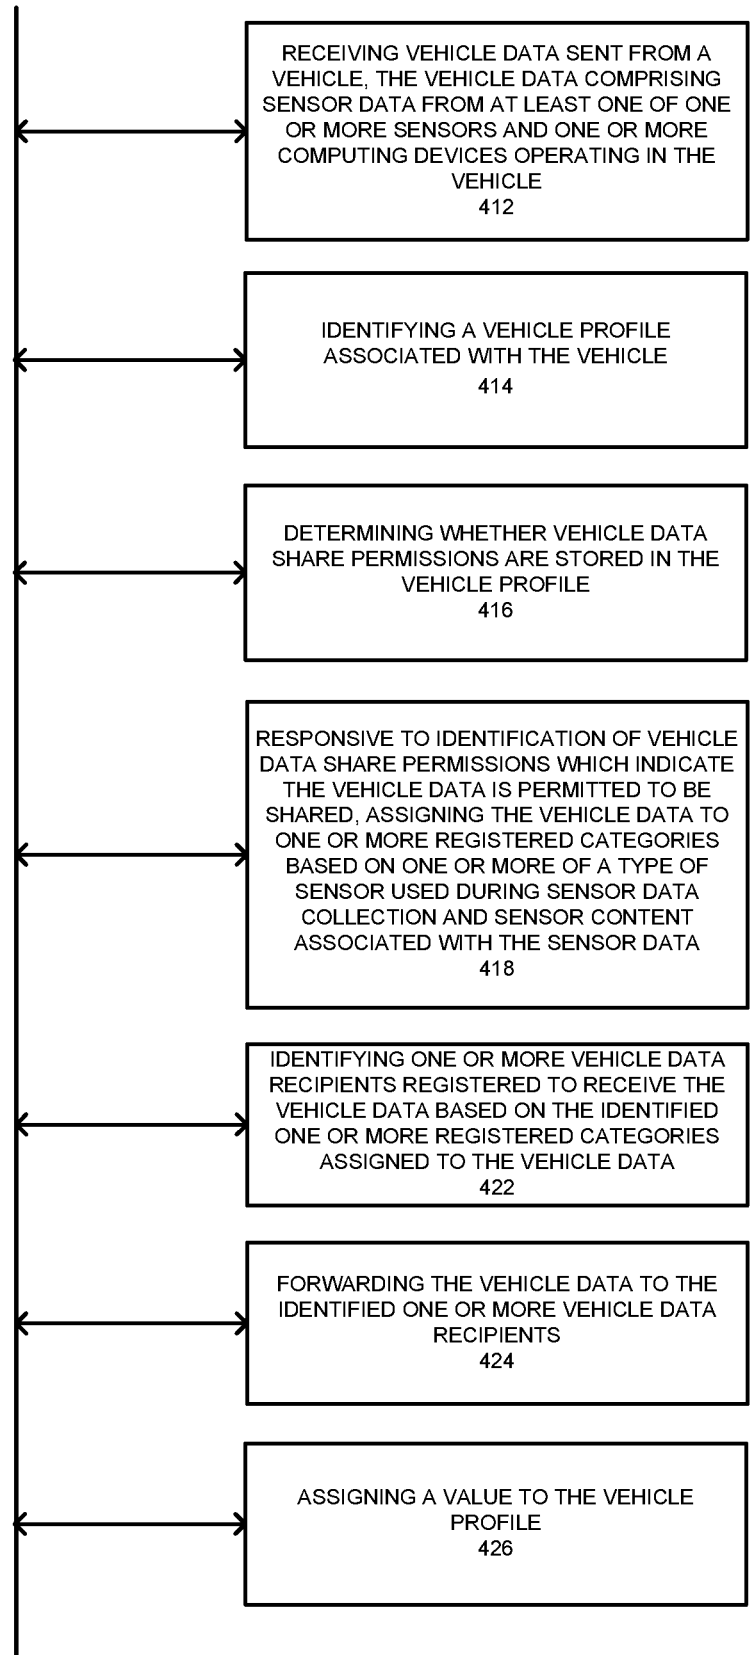 RECEIVING VEHICLE DATA SENT FROM A
VEHICLE, THE VEHICLE DATA COMPRISING
SENSOR DATA FROM AT LEAST ONE OF ONE
OR MORE SENSORS AND ONE OR MORE
COMPUTING DEVICES OPERATING IN THE
VEHICLE
412
IDENTIFYING A VEHICLE PROFILE
ASSOCIATED WITH THE VEHICLE
414
DETERMINING WHETHER VEHICLE DATA
SHARE PERMISSIONS ARE STORED IN THE
VEHICLE PROFILE
416
RESPONSIVE TO IDENTIFICATION OF VEHICLE
DATA SHARE PERMISSIONS WHICH INDICATE
THE VEHICLE DATA IS PERMITTED TO BE
SHARED, ASSIGNING THE VEHICLE DATA TO
ONE OR MORE REGISTERED CATEGORIES
BASED ON ONE OR MORE OF A TYPE OF
SENSOR USED DURING SENSOR DATA
COLLECTION AND SENSOR CONTENT
ASSOCIATED WITH THE SENSOR DATA
418
IDENTIFYING ONE OR MORE VEHICLE DATA
RECIPIENTS REGISTERED TO RECEIVE THE
VEHICLE DATA BASED ON THE IDENTIFIED
ONE OR MORE REGISTERED CATEGORIES
ASSIGNED TO THE VEHICLE DATA
422
FORWARDING THE VEHICLE DATA TO THE
IDENTIFIED ONE OR MORE VEHICLE DATA
RECIPIENTS
424
ASSIGNING A VALUE TO THE VEHICLE
PROFILE
426